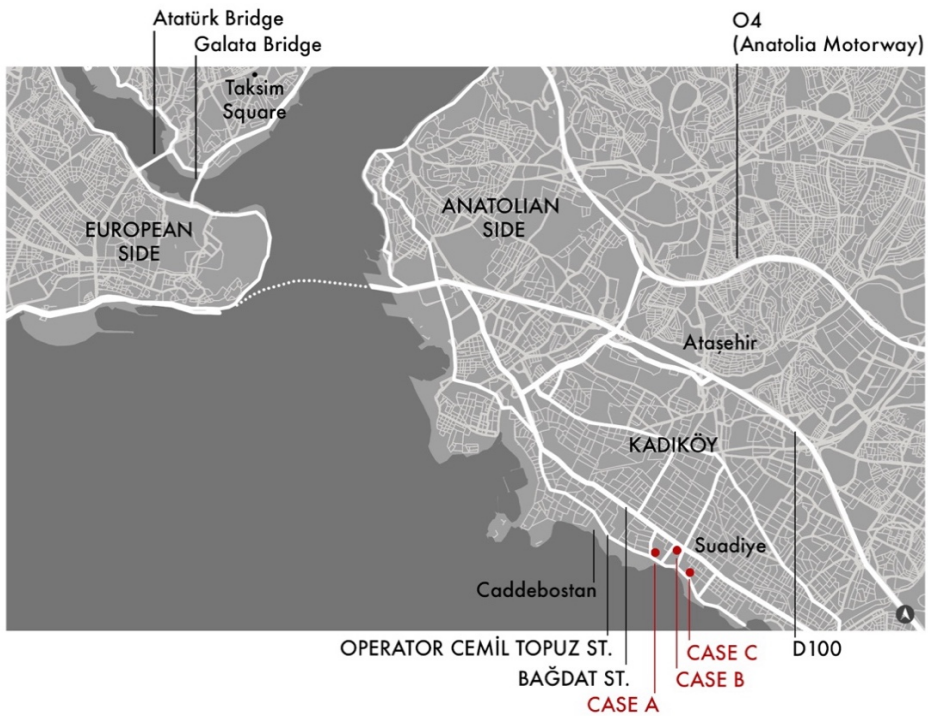 Atatürk Bridge
Galata Bridge
O4
(Anatolia Motorway)
Taksim
Square
EUROPEAN
SIDE
ANATOLIAN
SIDE
Ataşehir
KADIKÖY
Suadiye
Caddebostan
OPERATOR CEMIL TOPUZ ST.
BAĞDAT ST.
CASE A
CASE B
CASE C
D100